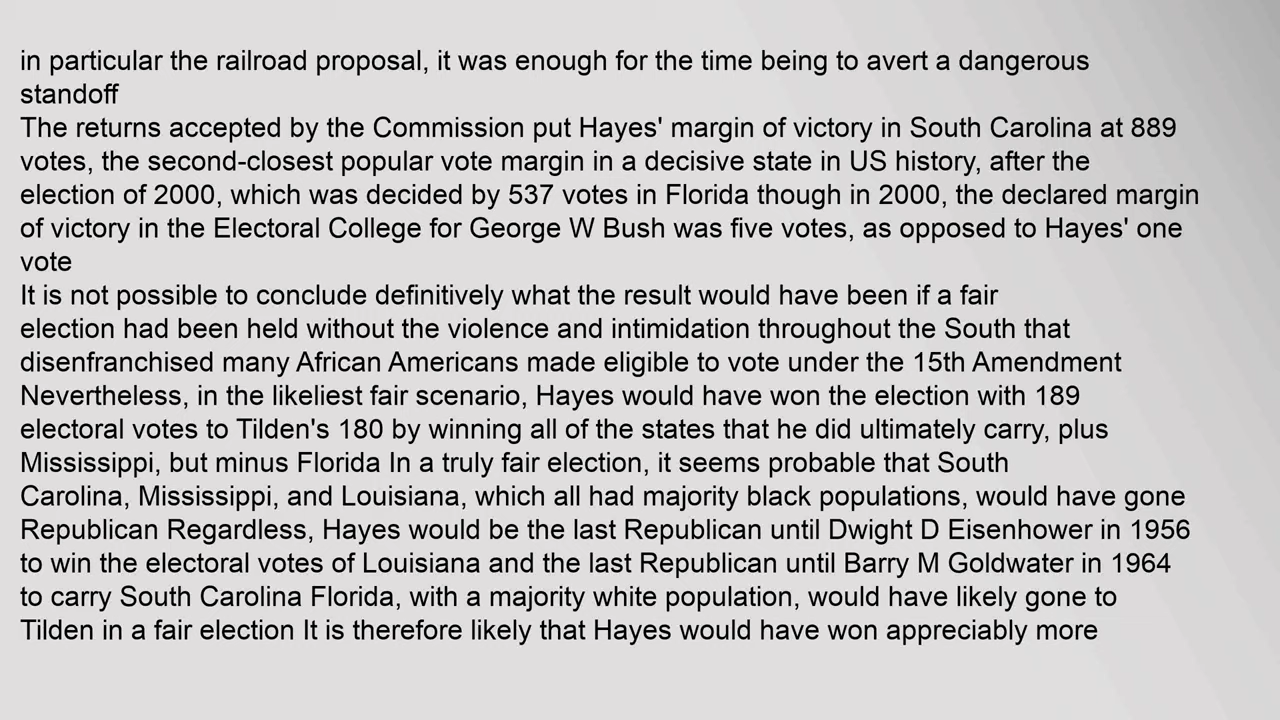 in particular the railroad proposal, it was enough for the time being to avert a dangerous
standoff
The returns accepted by the Commission put Hayes' margin of victory in South Carolina at 889
votes, the second-closest popular vote margin in a decisive state in US history, after the
election of 2000, which was decided by 537 votes in Florida though in 2000, the declared margin
of victory in the Electoral College for George W Bush was five votes, as opposed to Hayes' one
vote
It is not possible to conclude definitively what the result would have been if a fair
election had been held without the violence and intimidation throughout the South that
disenfranchised many African Americans made eligible to vote under the 15th Amendment
Nevertheless, in the likeliest fair scenario, Hayes would have won the election with 189
electoral votes to Tilden's 180 by winning all of the states that he did ultimately carry, plus
Mississippi, but minus Florida In a truly fair election, it seems probable that South
Carolina, Mississippi, and Louisiana, which all had majority black populations, would have gone
Republican Regardless, Hayes would be the last Republican until Dwight D Eisenhower in 1956
to win the electoral votes of Louisiana and the last Republican until Barry M Goldwater in 1964
to carry South Carolina Florida, with a majority white population, would have likely gone to
Tilden in a fair election It is therefore likely that Hayes would have won appreciably more